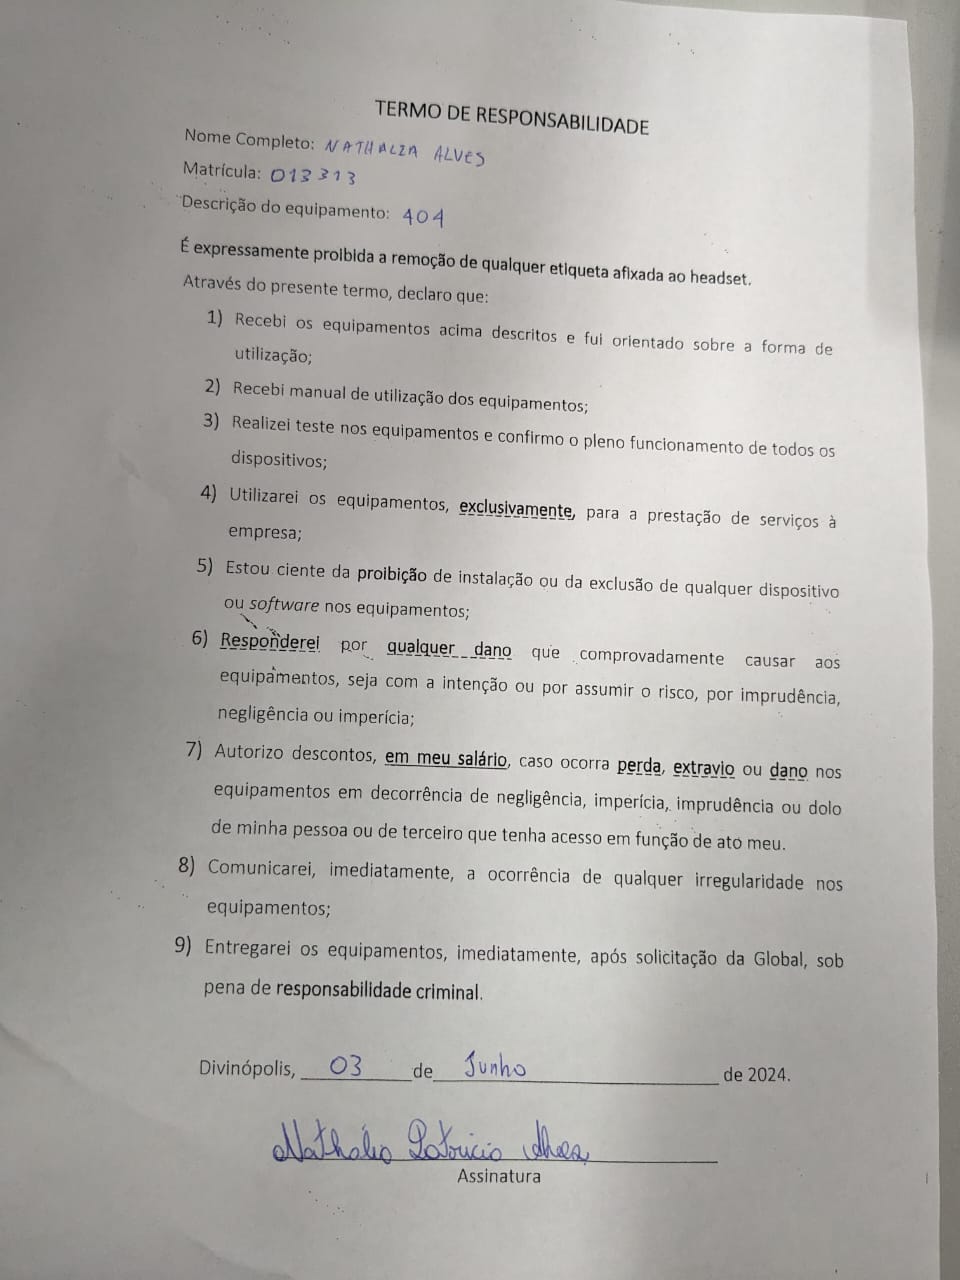 TERMO DE RESPONSABILIDADE
Nome Completo: NATHALIA ALVES
Matrícula: 013313
Descrição do equipamento: 404
É expressamente proibida a remoção de qualquer etiqueta afixada ao headset.
Através do presente termo, declaro que:
1) Recebi os equipamentos acima descritos e fui orientado sobre a forma de
utilização;
2) Recebi manual de utilização dos equipamentos;
3) Realizei teste nos equipamentos e confirmo o pleno funcionamento de todos os
dispositivos;
4) Utilizarei os equipamentos, exclusivamente, para a prestação de serviços à
empresa;
5) Estou ciente da proibição de instalação ou da exclusão de qualquer dispositivo
ou software nos equipamentos;
6) Responderei por qualquer dano que comprovadamente causar aos
equipamentos, seja com a intenção ou por assumir o risco, por imprudência,
negligência ou imperícia;
7) Autorizo descontos, em meu salário, caso ocorra perda, extravio ou dano nos
equipamentos em decorrência de negligência, imperícia, imprudência ou dolo
de minha pessoa ou de terceiro que tenha acesso em função de ato meu.
8) Comunicarei, imediatamente, a ocorrência de qualquer irregularidade nos
equipamentos;
9) Entregarei os equipamentos, imediatamente, após solicitação da Global, sob
pena de responsabilidade criminal.
Divinópolis, 03 de Junho de 2024.
Nathália Patricia Alves
Assinatura